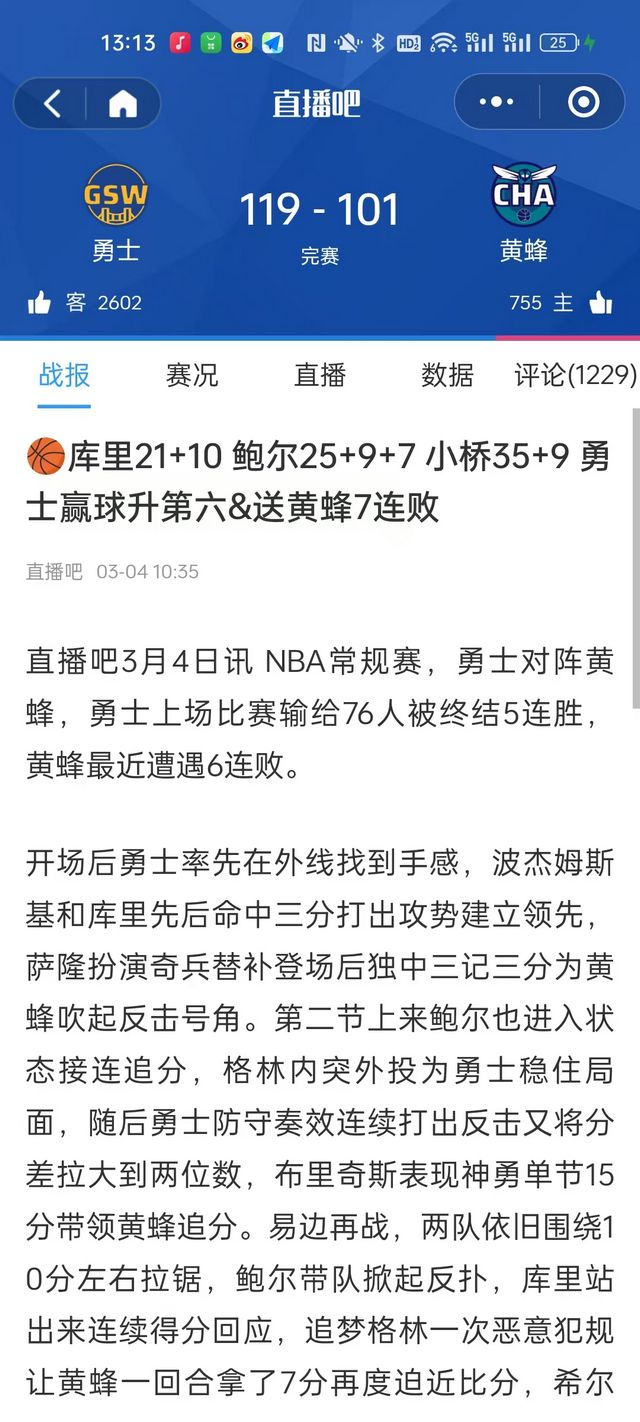 13:13 HD2 5G 5G 25
直播吧
GSW 119 - 101 CHA
勇士 完赛 黄蜂
客 2602 755 主
战报 赛况 直播 数据 评论(1229)
库里21+10 鲍尔25+9+7 小桥35+9 勇
士赢球升第六&送黄蜂7连败
直播吧 03-04 10:35
直播吧3月4日讯 NBA常规赛，勇士对阵黄
蜂，勇士上场比赛输给76人被终结5连胜，
黄蜂最近遭遇6连败。
开场后勇士率先在外线找到手感，波杰姆斯
基和库里先后命中三分打出攻势建立领先，
萨隆扮演奇兵替补登场后独中三记三分为黄
蜂吹起反击号角。第二节上来鲍尔也进入状
态接连追分，格林内突外投为勇士稳住局
面，随后勇士防守奏效连续打出反击又将分
差拉大到两位数，布里奇斯表现神勇单节15
分带领黄蜂追分。易边再战，两队依旧围绕1
0分左右拉锯，鲍尔带队掀起反扑，库里站
出来连续得分回应，追梦格林一次恶意犯规
让黄蜂一回合拿了7分再度迫近比分，希尔